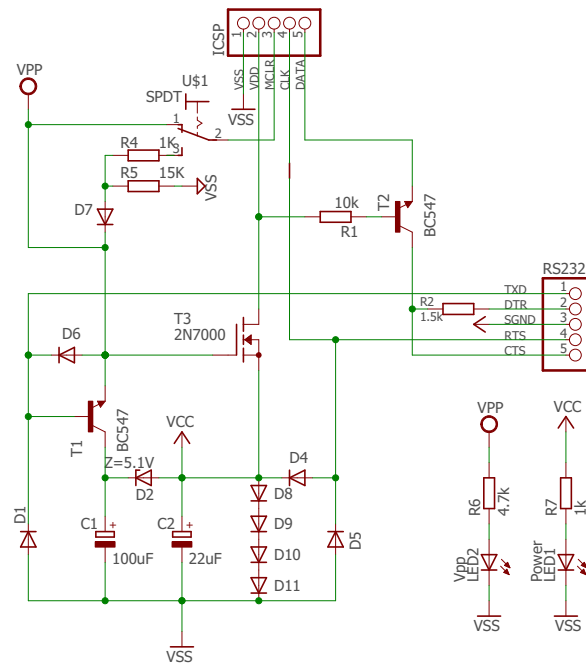 ICSP
1
2
3
4
5
VSS
VDD
MCLR
CLK
DATA
VSS
VPP
U$1
SPDT
1
2
3
R4
1K
R5
15K
VSS
D7
10k
R1
T2
BC547
RS232
TXD
1
R2
1.5k
DTR
2
SGND
3
RTS
4
CTS
5
T3
2N7000
D6
T1
BC547
VCC
Z=5.1V
D2
D4
D8
D9
D10
D11
D1
C1
+
100uF
C2
+
22uF
D5
VSS
VPP
R6
4.7k
Vpp
LED2
VSS
VCC
R7
1k
Power
LED1
VSS